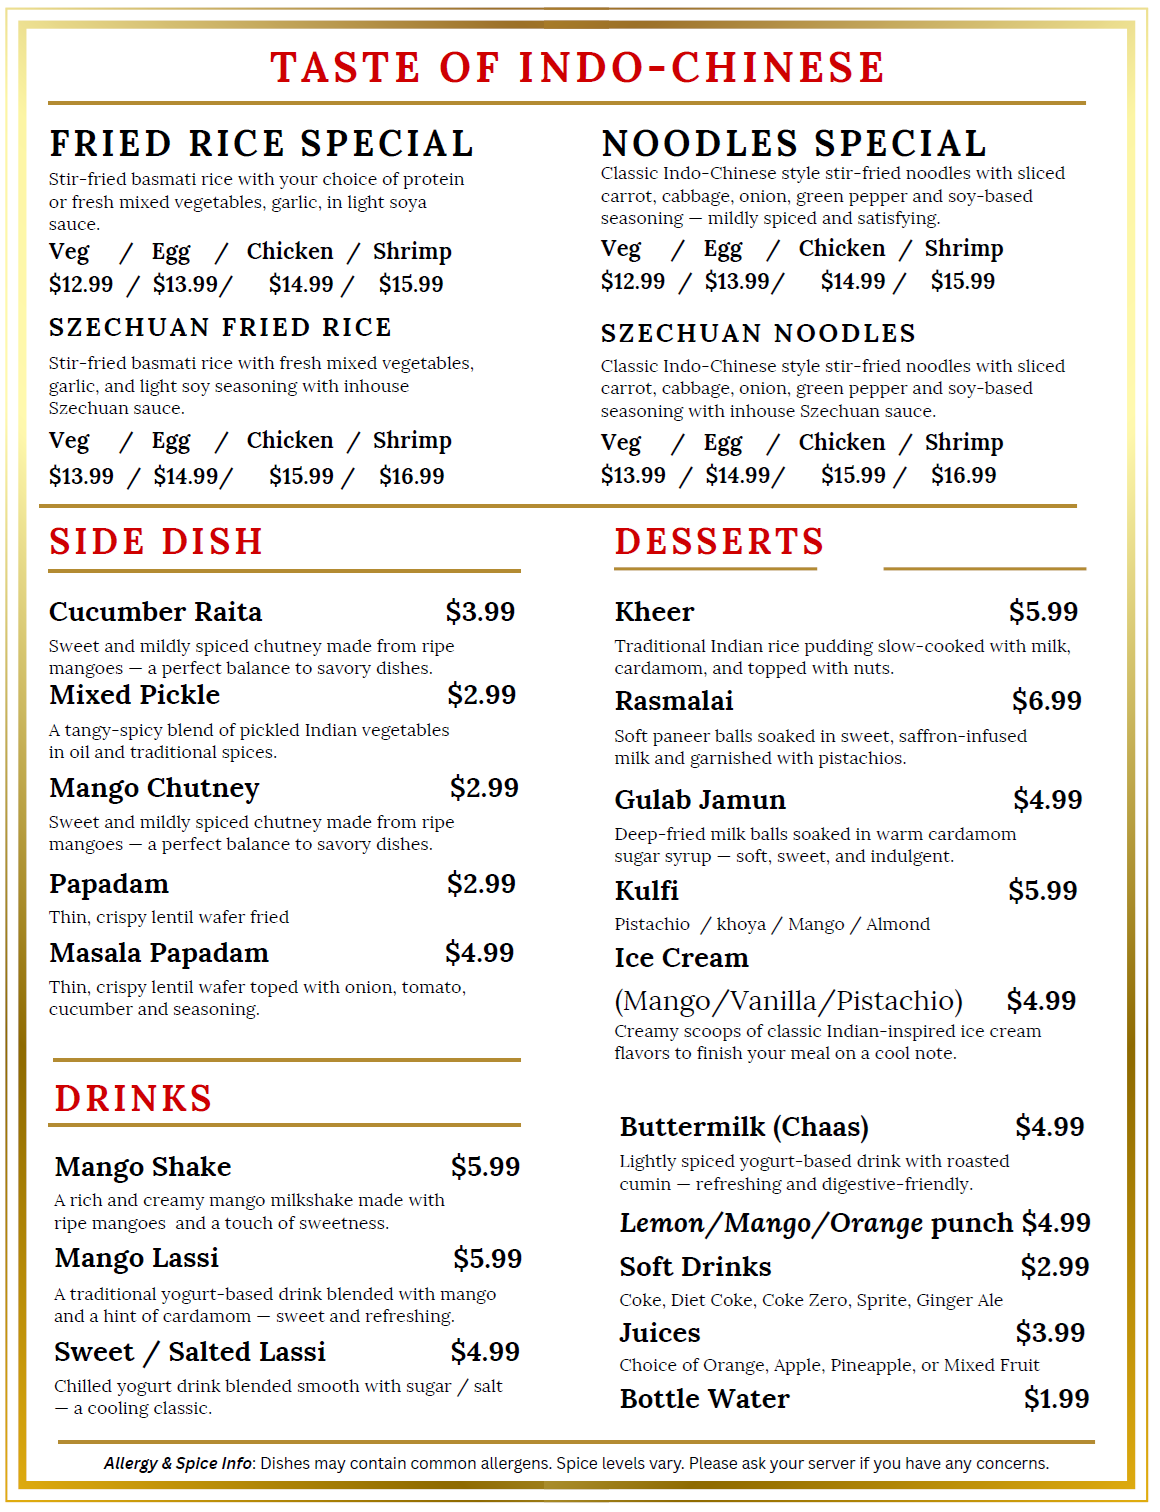 TASTE OF INDO-CHINESE
FRIED RICE SPECIAL
Stir-fried basmati rice with your choice of protein
or fresh mixed vegetables, garlic, in light soya
sauce.
Veg / Egg / Chicken / Shrimp
$12.99 / $13.99/ $14.99 / $15.99
SZECHUAN FRIED RICE
Stir-fried basmati rice with fresh mixed vegetables,
garlic, and light soy seasoning with inhouse
Szechuan sauce.
Veg / Egg / Chicken / Shrimp
$13.99 / $14.99/ $15.99 / $16.99
NOODLES SPECIAL
Classic Indo-Chinese style stir-fried noodles with sliced
carrot, cabbage, onion, green pepper and soy-based
seasoning — mildly spiced and satisfying.
Veg / Egg / Chicken / Shrimp
$12.99 / $13.99/ $14.99 / $15.99
SZECHUAN NOODLES
Classic Indo-Chinese style stir-fried noodles with sliced
carrot, cabbage, onion, green pepper and soy-based
seasoning with inhouse Szechuan sauce.
Veg / Egg / Chicken / Shrimp
$13.99 / $14.99/ $15.99 / $16.99
SIDE DISH
Cucumber Raita $3.99
Sweet and mildly spiced chutney made from ripe
mangoes — a perfect balance to savory dishes.
Mixed Pickle $2.99
A tangy-spicy blend of pickled Indian vegetables
in oil and traditional spices.
Mango Chutney $2.99
Sweet and mildly spiced chutney made from ripe
mangoes — a perfect balance to savory dishes.
Papadam $2.99
Thin, crispy lentil wafer fried
Masala Papadam $4.99
Thin, crispy lentil wafer toped with onion, tomato,
cucumber and seasoning.
DESSERTS
Kheer $5.99
Traditional Indian rice pudding slow-cooked with milk,
cardamom, and topped with nuts.
Rasmalai $6.99
Soft paneer balls soaked in sweet, saffron-infused
milk and garnished with pistachios.
Gulab Jamun $4.99
Deep-fried milk balls soaked in warm cardamom
sugar syrup — soft, sweet, and indulgent.
Kulfi $5.99
Pistachio / khoya / Mango / Almond
Ice Cream
(Mango/Vanilla/Pistachio) $4.99
Creamy scoops of classic Indian-inspired ice cream
flavors to finish your meal on a cool note.
DRINKS
Mango Shake $5.99
A rich and creamy mango milkshake made with
ripe mangoes and a touch of sweetness.
Mango Lassi $5.99
A traditional yogurt-based drink blended with mango
and a hint of cardamom — sweet and refreshing.
Sweet / Salted Lassi $4.99
Chilled yogurt drink blended smooth with sugar / salt
— a cooling classic.
Buttermilk (Chaas) $4.99
Lightly spiced yogurt-based drink with roasted
cumin — refreshing and digestive-friendly.
Lemon/Mango/Orange punch $4.99
Soft Drinks $2.99
Coke, Diet Coke, Coke Zero, Sprite, Ginger Ale
Juices $3.99
Choice of Orange, Apple, Pineapple, or Mixed Fruit
Bottle Water $1.99
Allergy & Spice Info: Dishes may contain common allergens. Spice levels vary. Please ask your server if you have any concerns.